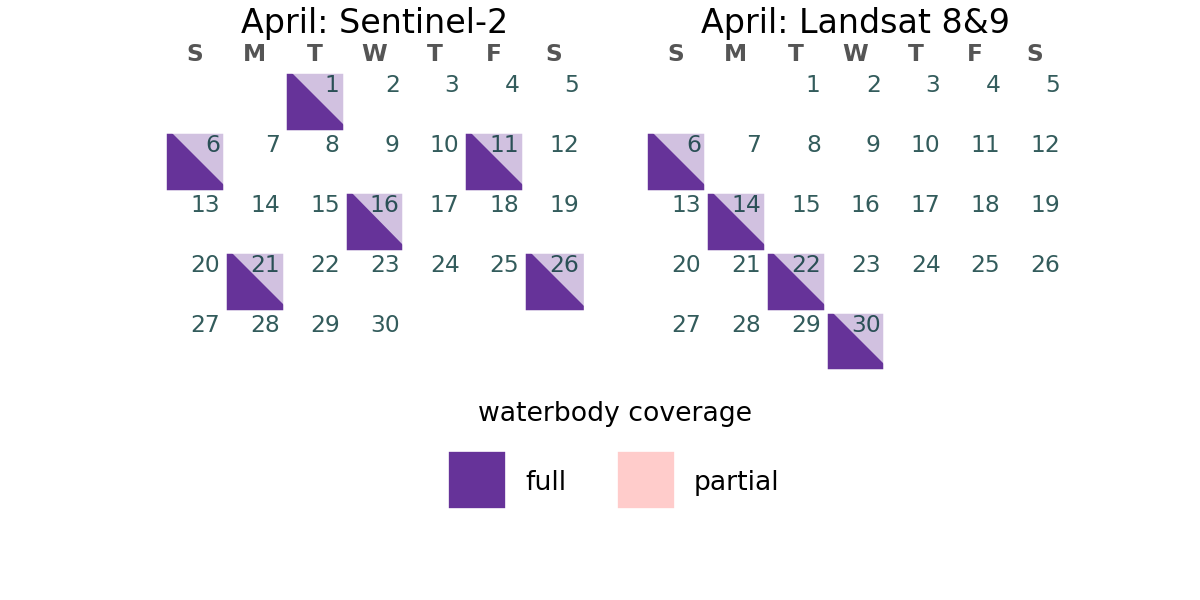 April: Sentinel-2
S M T W T F S
1 2 3 4 5
6 7 8 9 10 11 12
13 14 15 16 17 18 19
20 21 22 23 24 25 26
27 28 29 30
April: Landsat 8&9
S M T W T F S
1 2 3 4 5
6 7 8 9 10 11 12
13 14 15 16 17 18 19
20 21 22 23 24 25 26
27 28 29 30
waterbody coverage
full partial